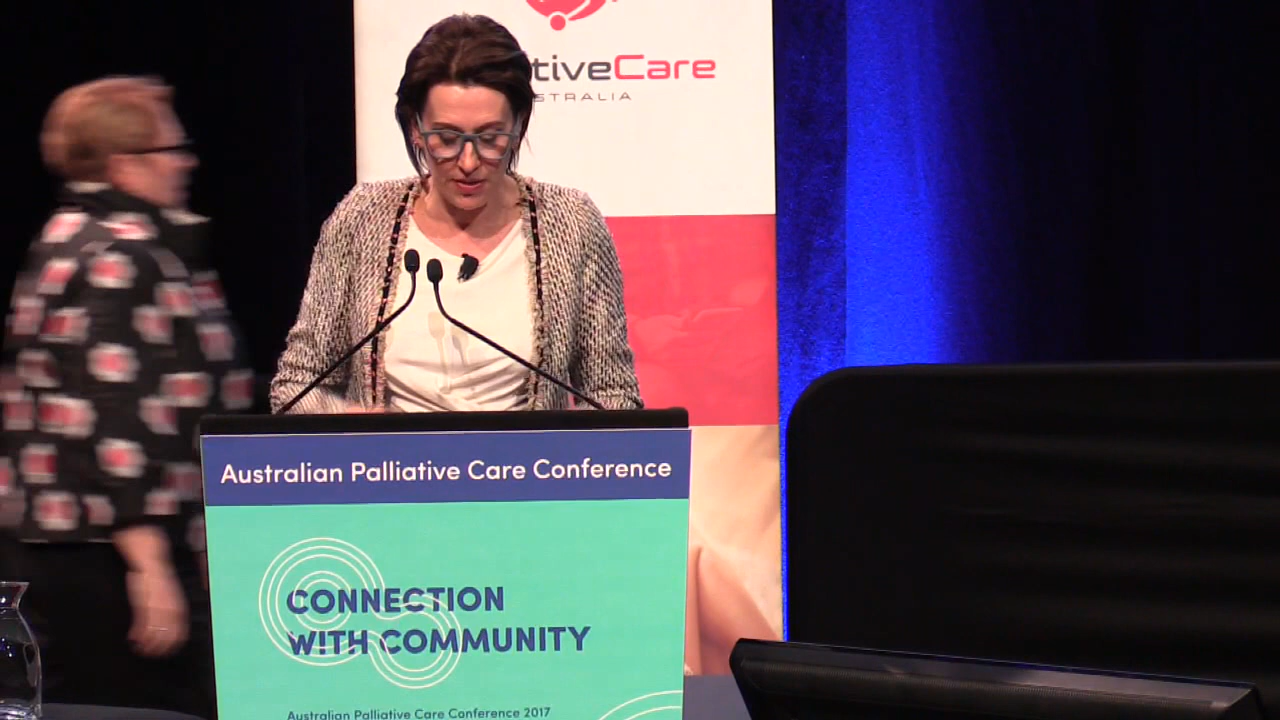 tiveCare
STRALIA
Australian Palliative Care Conference
CONNECTION
WITH COMMUNITY
Australian Palliative Care Conference 2017